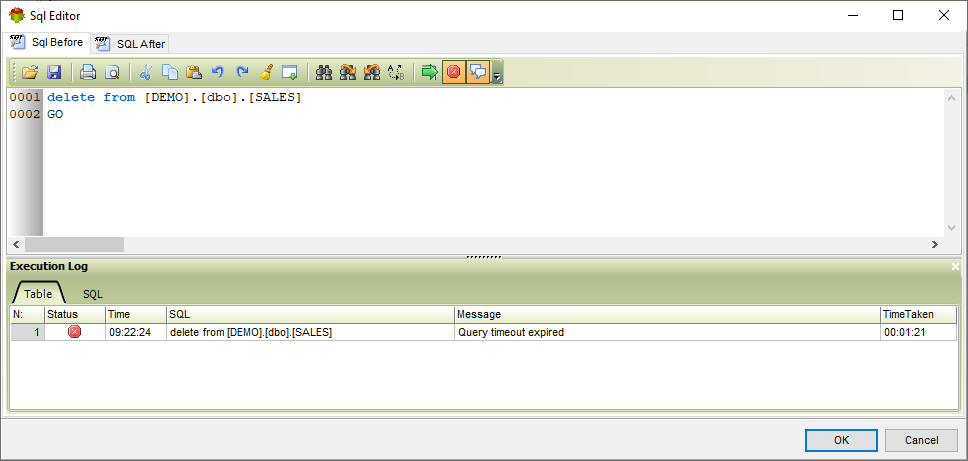 Sql Editor
Sql Before SQL After
0001 delete from [DEMO].[dbo].[SALES]
0002 GO
Execution Log
Table SQL
N: Status Time SQL Message TimeTaken
1 09:22:24 delete from [DEMO].[dbo].[SALES] Query timeout expired 00:01:21
OK Cancel